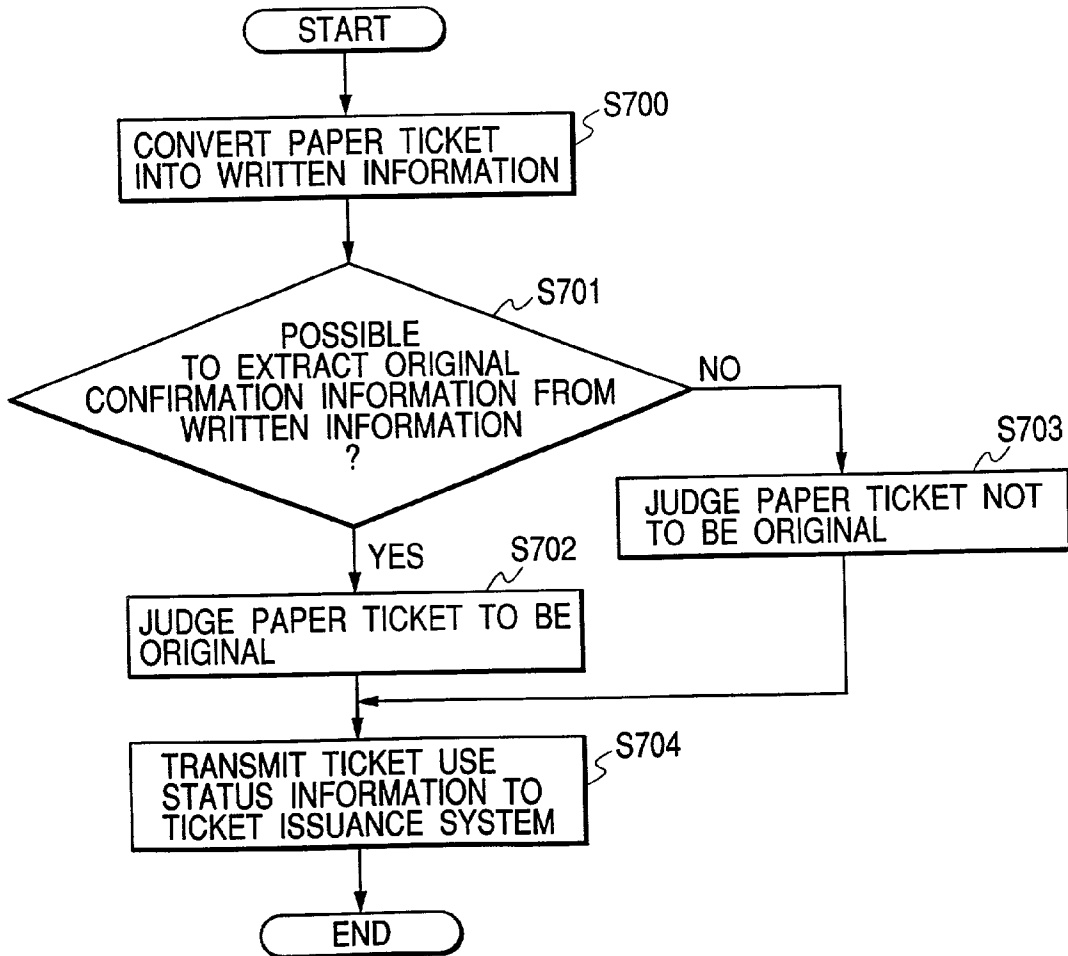 START
S700
CONVERT PAPER TICKET
INTO WRITTEN INFORMATION
S701
POSSIBLE
TO EXTRACT ORIGINAL
CONFIRMATION INFORMATION FROM
WRITTEN INFORMATION
?
NO
S703
JUDGE PAPER TICKET NOT
TO BE ORIGINAL
YES
S702
JUDGE PAPER TICKET TO BE
ORIGINAL
S704
TRANSMIT TICKET USE
STATUS INFORMATION TO
TICKET ISSUANCE SYSTEM
END